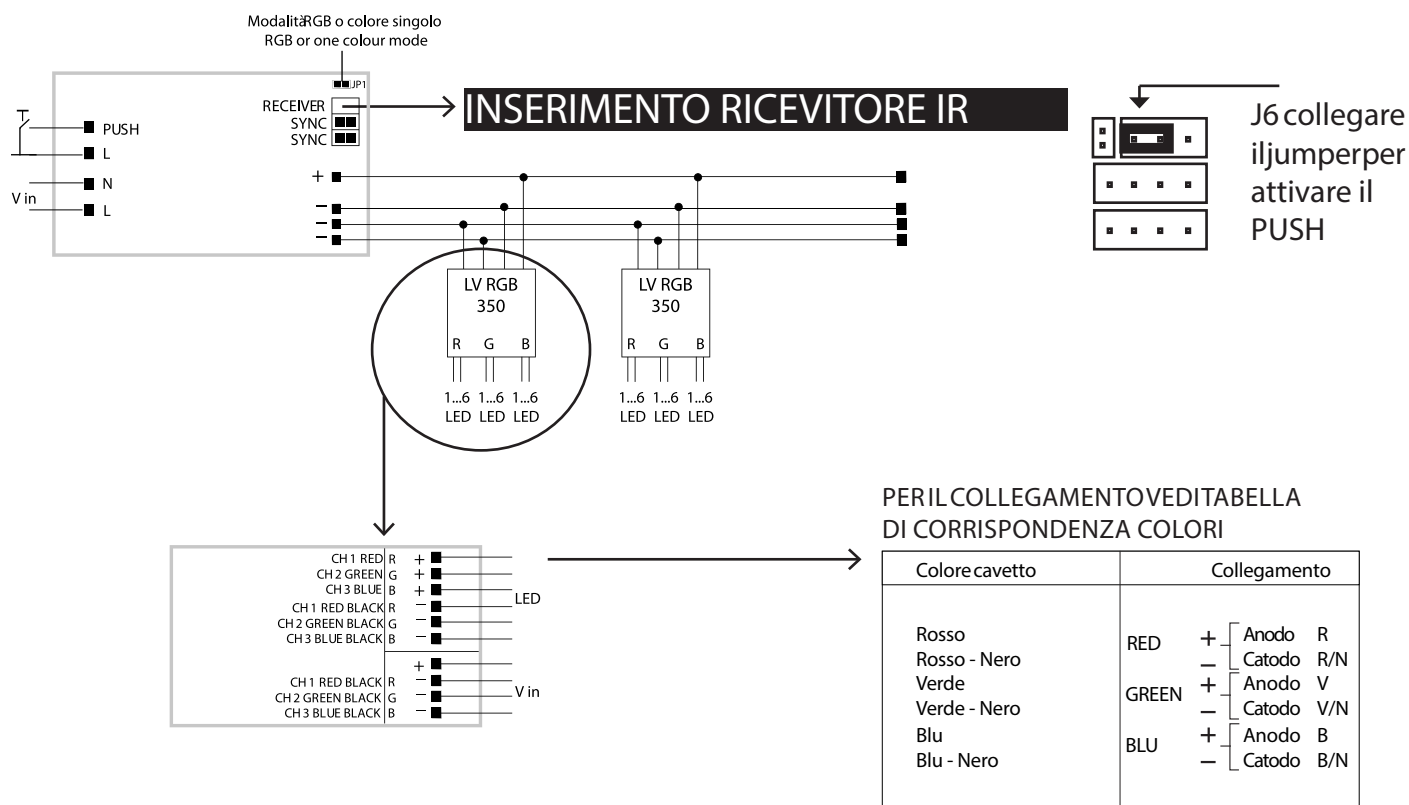 ModalitàRGB o colore singolo
RGB or one colour mode
JP1
RECEIVER
SYNC
SYNC
PUSH
L
N
L
V in
+
−
−
−
INSERIMENTO RICEVITORE IR
J6 collegare
iljumperper
attivare il
PUSH
LV RGB
350
R G B
1...6 1...6 1...6
LED LED LED
LV RGB
350
R G B
1...6 1...6 1...6
LED LED LED
CH 1 RED R +
CH 2 GREEN G +
CH 3 BLUE B +
CH 1 RED BLACK R −
CH 2 GREEN BLACK G −
CH 3 BLUE BLACK B −
LED
+
CH 1 RED BLACK R −
CH 2 GREEN BLACK G −
CH 3 BLUE BLACK B −
V in
PER IL COLLEGAMENTO VEDI TABELLA
DI CORRISPONDENZA COLORI
Colore cavetto Collegamento
Rosso RED + Anodo R
Rosso - Nero − Catodo R/N
Verde GREEN + Anodo V
Verde - Nero − Catodo V/N
Blu BLU + Anodo B
Blu - Nero − Catodo B/N